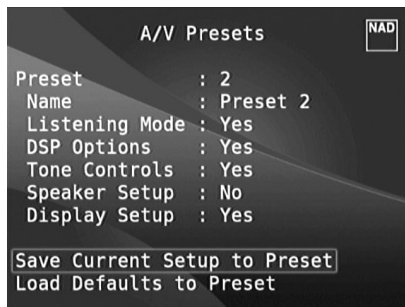 A/V Presets
NAD
Preset : 2
Name : Preset 2
Listening Mode : Yes
DSP Options : Yes
Tone Controls : Yes
Speaker Setup : No
Display Setup : Yes
Save Current Setup to Preset
Load Defaults to Preset